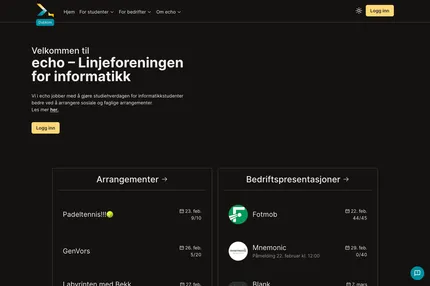 Hjem
For studenter
For bedrifter
Om echo
Logg inn
Velkommen til
echo – Linjeforeningen
for informatikk
Vi i echo jobber med å gjøre studiehverdagen for informatikkstudenter
bedre ved å arrangere sosiale og faglige arrangementer.
Les mer her.
Logg inn
Arrangementer →
Padeltennis!!!
23. feb.
9/10
GenVors
26. feb.
5/20
Labyrinten med Bekk
Bedriftspresentasjoner →
Fotmob
22. feb.
44/45
Mnemonic
Påmelding 22. februar kl. 12:00
29. feb.
0/40
Blank
7. mars